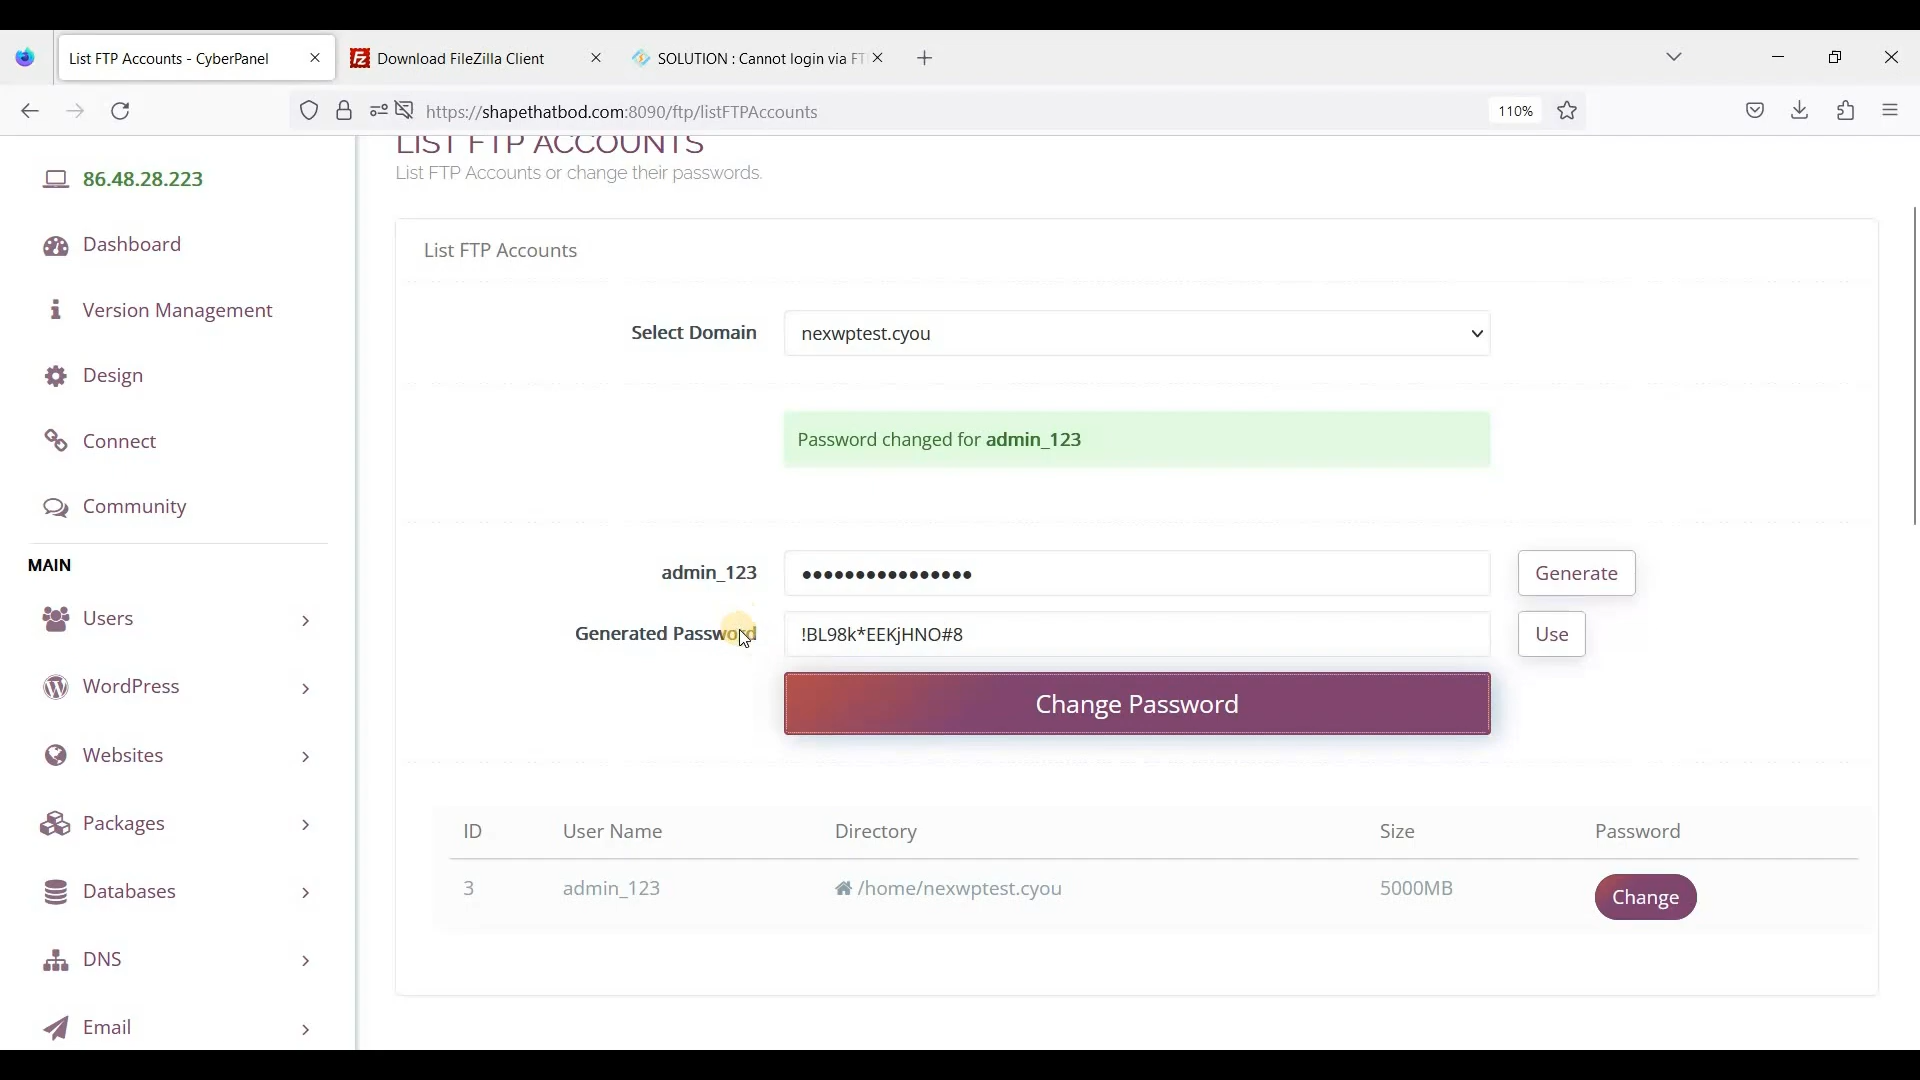 List FTP Accounts - CyberPanel
Download FileZilla Client
SOLUTION : Cannot login via FT
https://shapethatbod.com:8090/ftp/listFTPAccounts
110%
LIST FTP ACCOUNTS
List FTP Accounts or change their passwords.
86.48.28.223
Dashboard
Version Management
Design
Connect
Community
MAIN
Users
WordPress
Websites
Packages
Databases
DNS
Email
List FTP Accounts
Select Domain
nexwptest.cyou
Password changed for admin_123
admin_123
••••••••••••••••
Generate
Generated Password
!BL98k*EEKjHNO#8
Use
Change Password
ID User Name Directory Size Password
3 admin_123 /home/nexwptest.cyou 5000MB Change